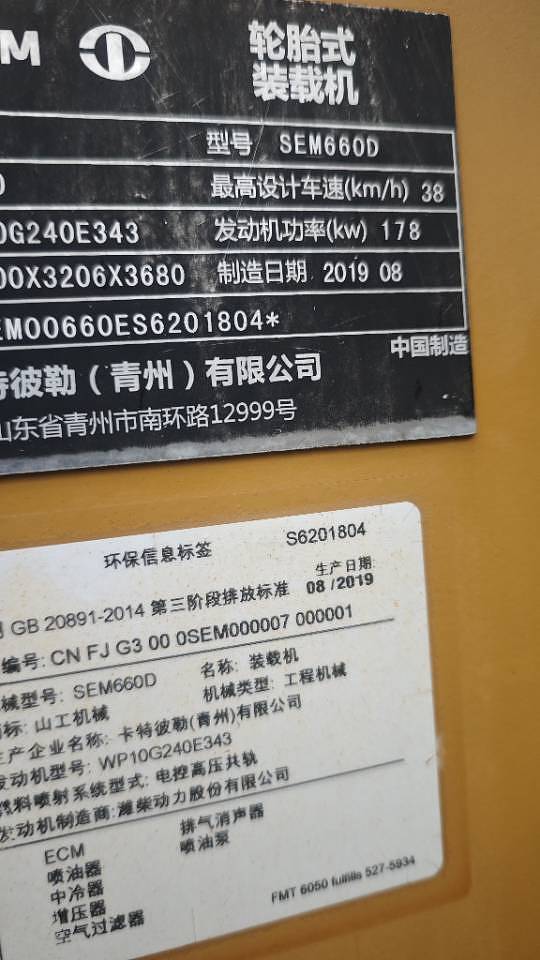 轮胎式
装载机
型号 SEM660D
最高设计车速(km/h) 38
0G240E343 发动机功率(kw) 178
00X3206X3680 制造日期 2019 08
EM00660ES6201804*
中国制造
特彼勒（青州）有限公司
山东省青州市南环路12999号
环保信息标签 S6201804
生产日期:
GB 20891-2014 第三阶段排放标准 08 /2019
编号: CN FJ G3 00 0SEM000007 000001
械型号: SEM660D 名称: 装载机
标: 山工机械 机械类型: 工程机械
生产企业名称: 卡特彼勒(青州)有限公司
发动机型号: WP10G240E343
燃料喷射系统型式: 电控高压共轨
发动机制造商: 潍柴动力股份有限公司
ECM 排气消声器
喷油器 喷油泵
中冷器
增压器
空气过滤器
FMT 6050 fulfills 527-5934